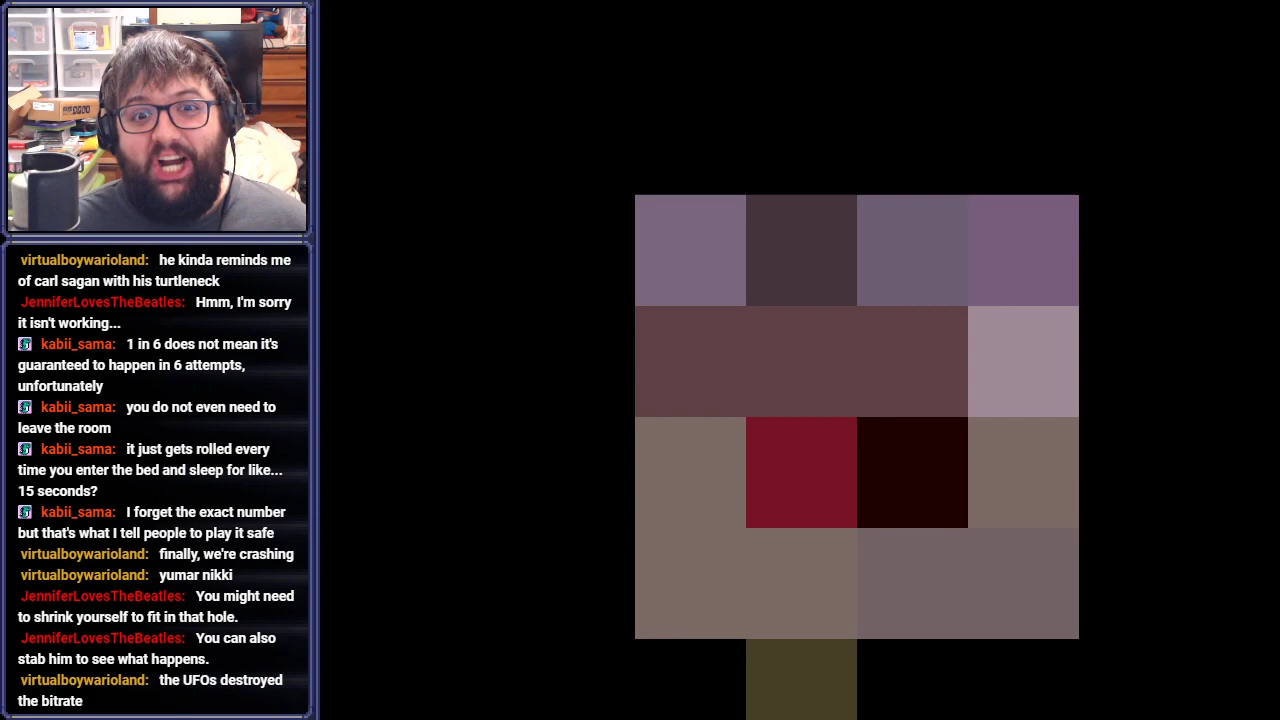 virtualboywarioland: he kinda reminds me
of carl sagan with his turtleneck
JenniferLovesTheBeatles: Hmm, I'm sorry
it isn't working...
kabii_sama: 1 in 6 does not mean it's
guaranteed to happen in 6 attempts,
unfortunately
kabii_sama: you do not even need to
leave the room
kabii_sama: it just gets rolled every
time you enter the bed and sleep for like...
15 seconds?
kabii_sama: I forget the exact number
but that's what I tell people to play it safe
virtualboywarioland: finally, we're crashing
virtualboywarioland: yumar nikki
JenniferLovesTheBeatles: You might need
to shrink yourself to fit in that hole.
JenniferLovesTheBeatles: You can also
stab him to see what happens.
virtualboywarioland: the UFOs destroyed
the bitrate